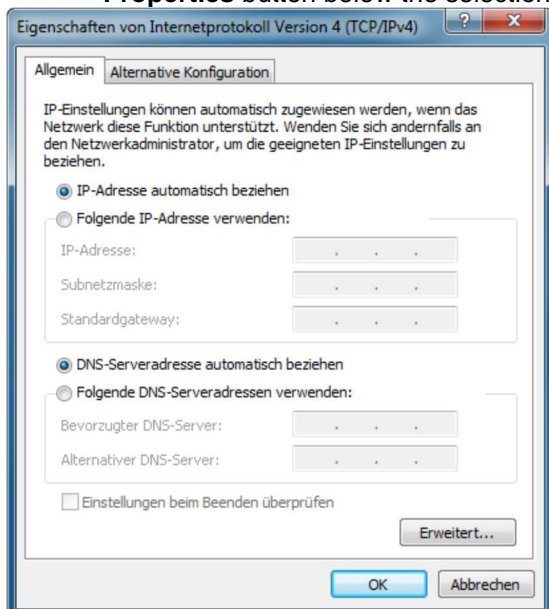 Properties button below the selection
Eigenschaften von Internetprotokoll Version 4 (TCP/IPv4)
?
X
Allgemein
Alternative Konfiguration
IP-Einstellungen können automatisch zugewiesen werden, wenn das
Netzwerk diese Funktion unterstützt. Wenden Sie sich andernfalls an
den Netzwerkadministrator, um die geeigneten IP-Einstellungen zu
beziehen.
IP-Adresse automatisch beziehen
Folgende IP-Adresse verwenden:
IP-Adresse: . . .
Subnetzmaske: . . .
Standardgateway: . . .
DNS-Serveradresse automatisch beziehen
Folgende DNS-Serveradressen verwenden:
Bevorzugter DNS-Server: . . .
Alternativer DNS-Server: . . .
Einstellungen beim Beenden überprüfen
Erweitert...
OK
Abbrechen